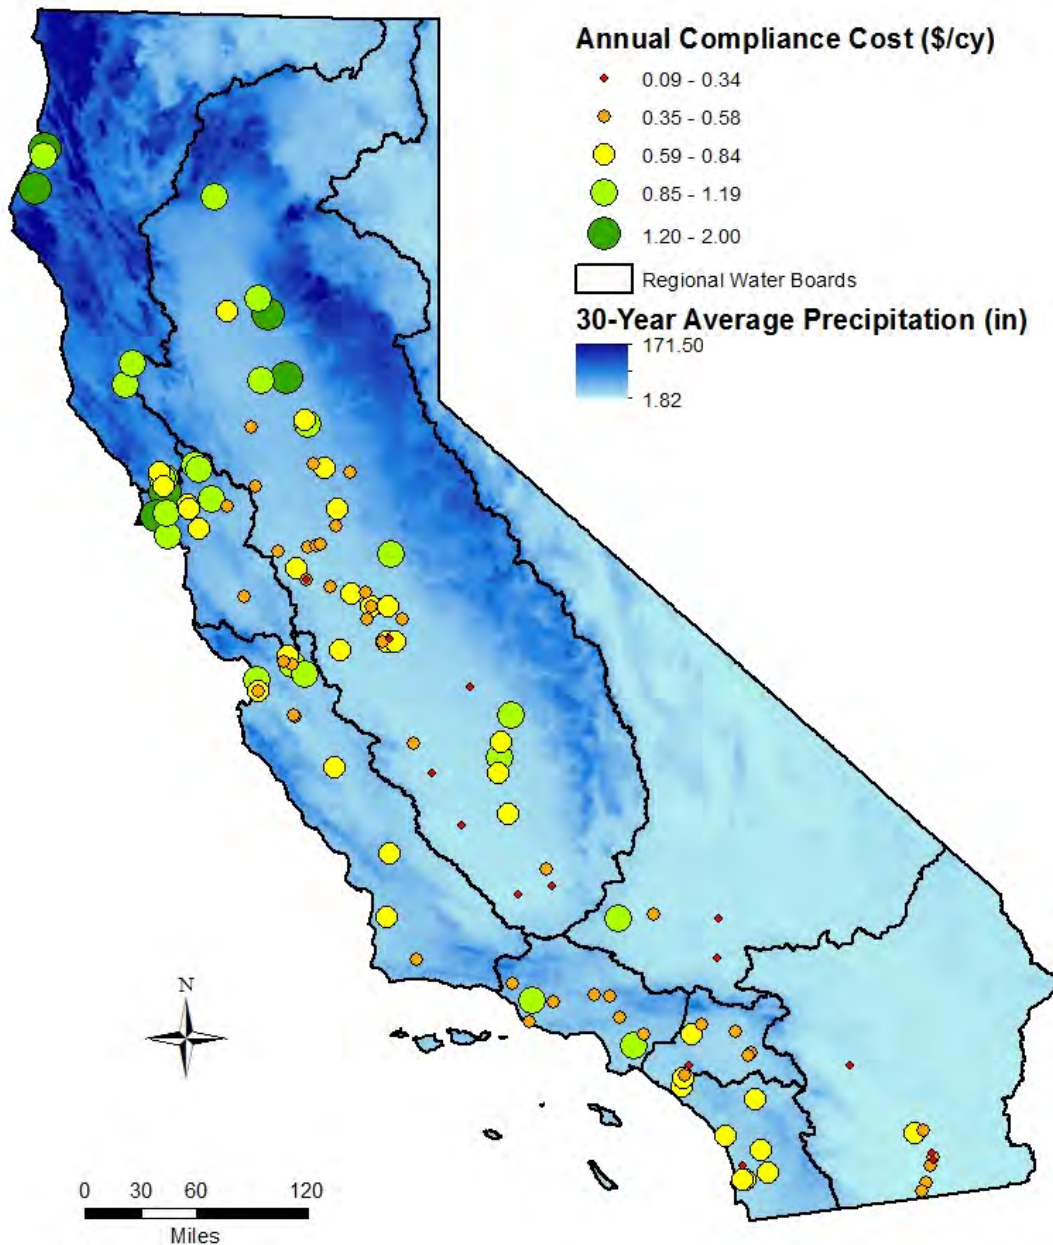 Annual Compliance Cost ($/cy)
0.09 - 0.34
0.35 - 0.58
0.59 - 0.84
0.85 - 1.19
1.20 - 2.00
Regional Water Boards
30-Year Average Precipitation (in)
171.50
1.82
N
0 30 60 120
Miles